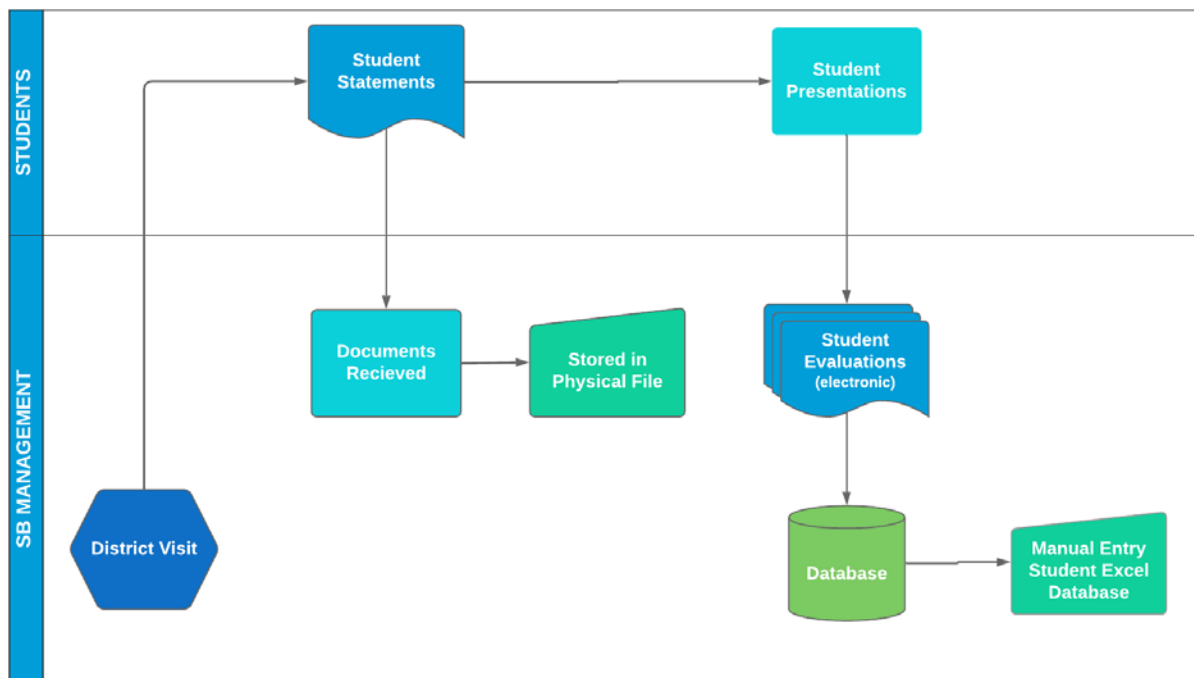 STUDENTS
Student
Statements
Student
Presentations
SB MANAGEMENT
Documents
Recieved
Stored in
Physical File
Student
Evaluations
(electronic)
District Visit
Database
Manual Entry
Student Excel
Database